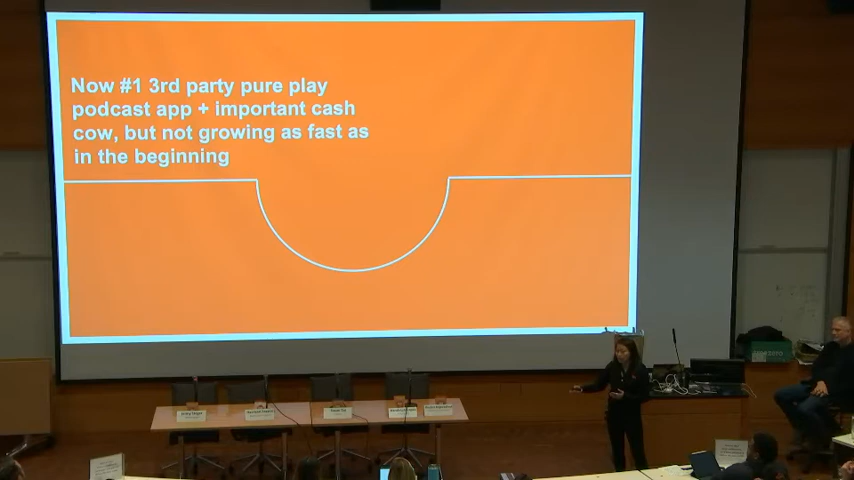 Now #1 3rd party pure play
podcast app + important cash
cow, but not growing as fast as
in the beginning